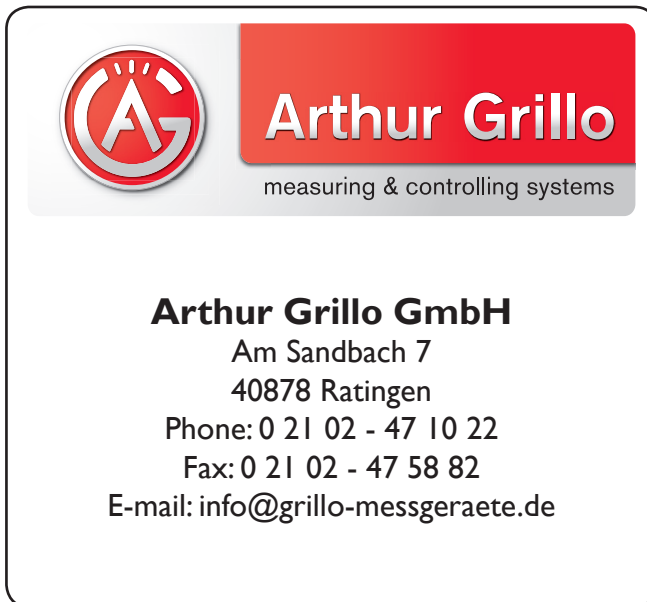 AG
Arthur Grillo
measuring & controlling systems
Arthur Grillo GmbH
Am Sandbach 7
40878 Ratingen
Phone: 0 21 02 - 47 10 22
Fax: 0 21 02 - 47 58 82
E-mail: info@grillo-messgeraete.de